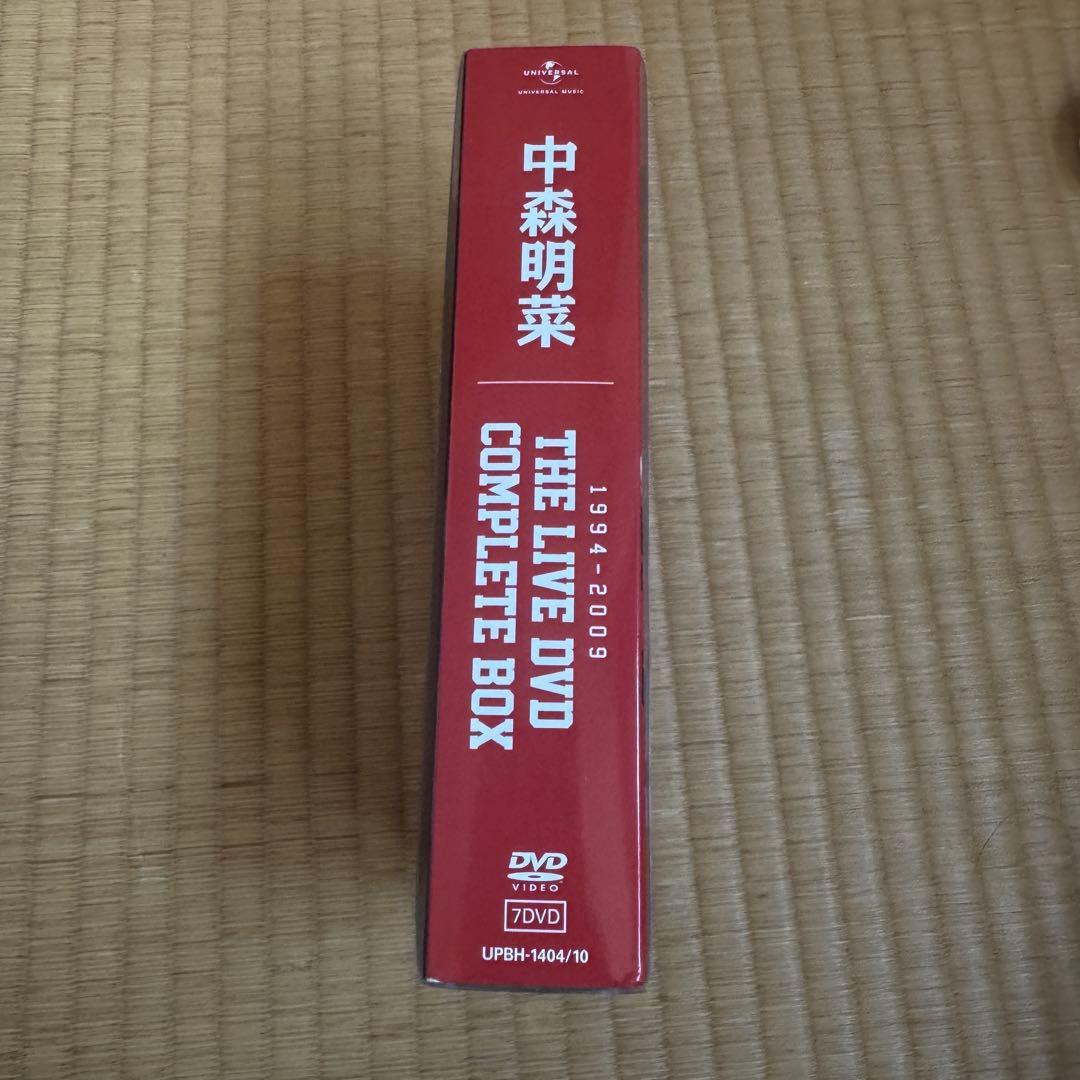 UNIVERSAL
UNIVERSAL MUSIC
中森明菜
1994-2009
THE LIVE DVD
COMPLETE BOX
DVD
VIDEO
7DVD
UPBH-1404/10